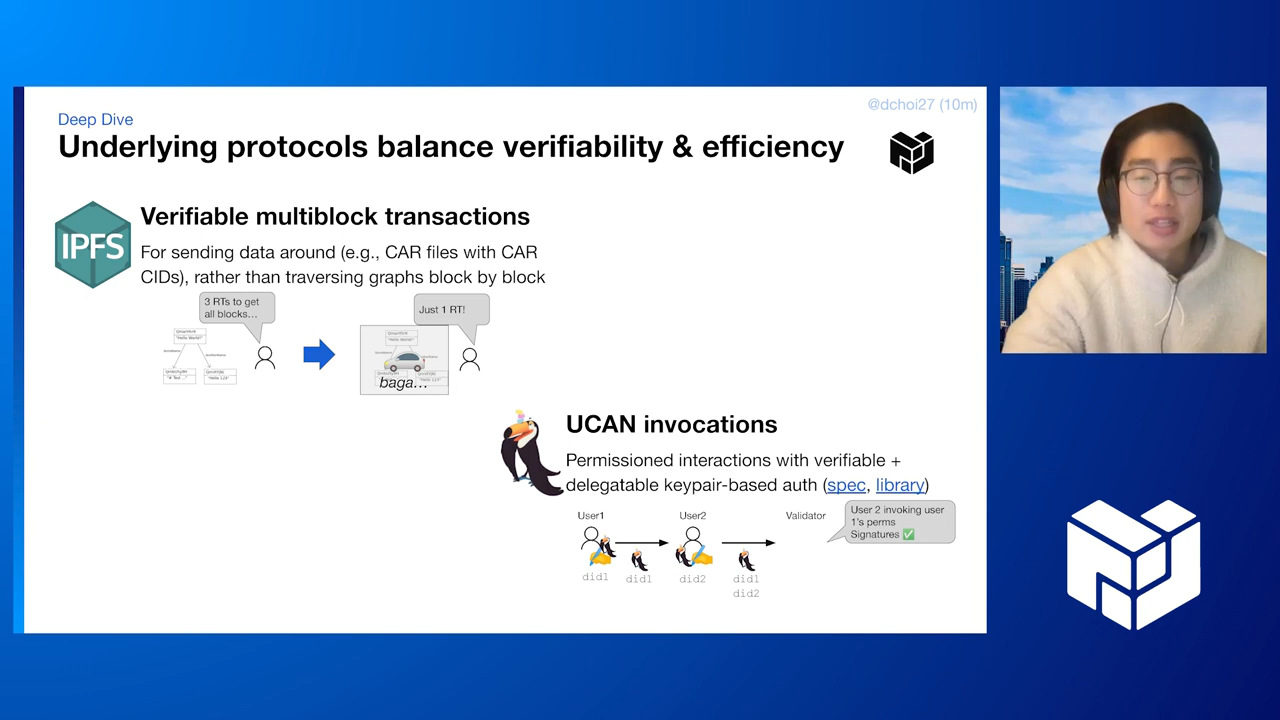 @dchoi27 (10m)
Deep Dive
Underlying protocols balance verifiability & efficiency
IPFS
Verifiable multiblock transactions
For sending data around (e.g., CAR files with CAR
CIDs), rather than traversing graphs block by block
3 RTs to get
all blocks...
Just 1 RT!
"Hello World!"
baga...
UCAN invocations
Permissioned interactions with verifiable +
delegatable keypair-based auth (spec, library)
User1
User2
Validator
User 2 invoking user
1's perms
Signatures ✅
did1
did1
did2
did1
did2